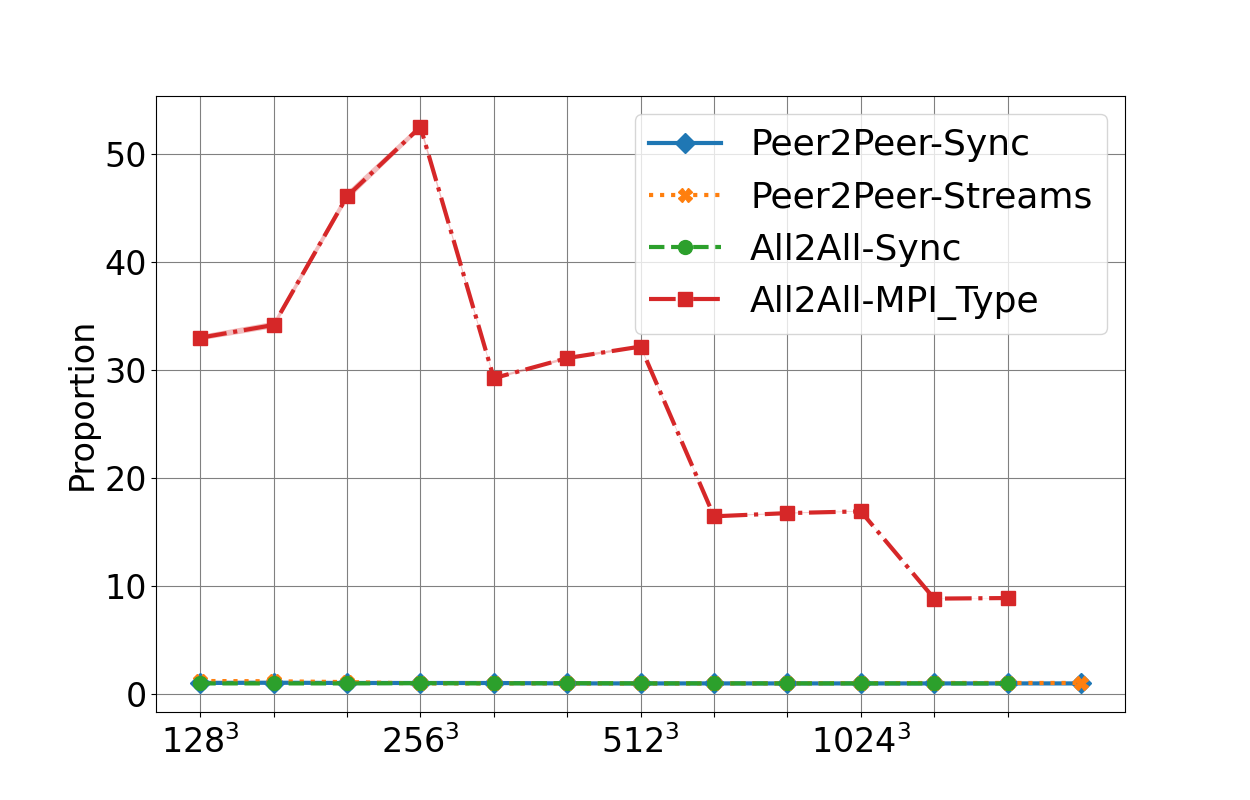 Peer2Peer-Sync
Peer2Peer-Streams
All2All-Sync
All2All-MPI_Type
Proportion
50
40
30
20
10
0
128³ 256³ 512³ 1024³